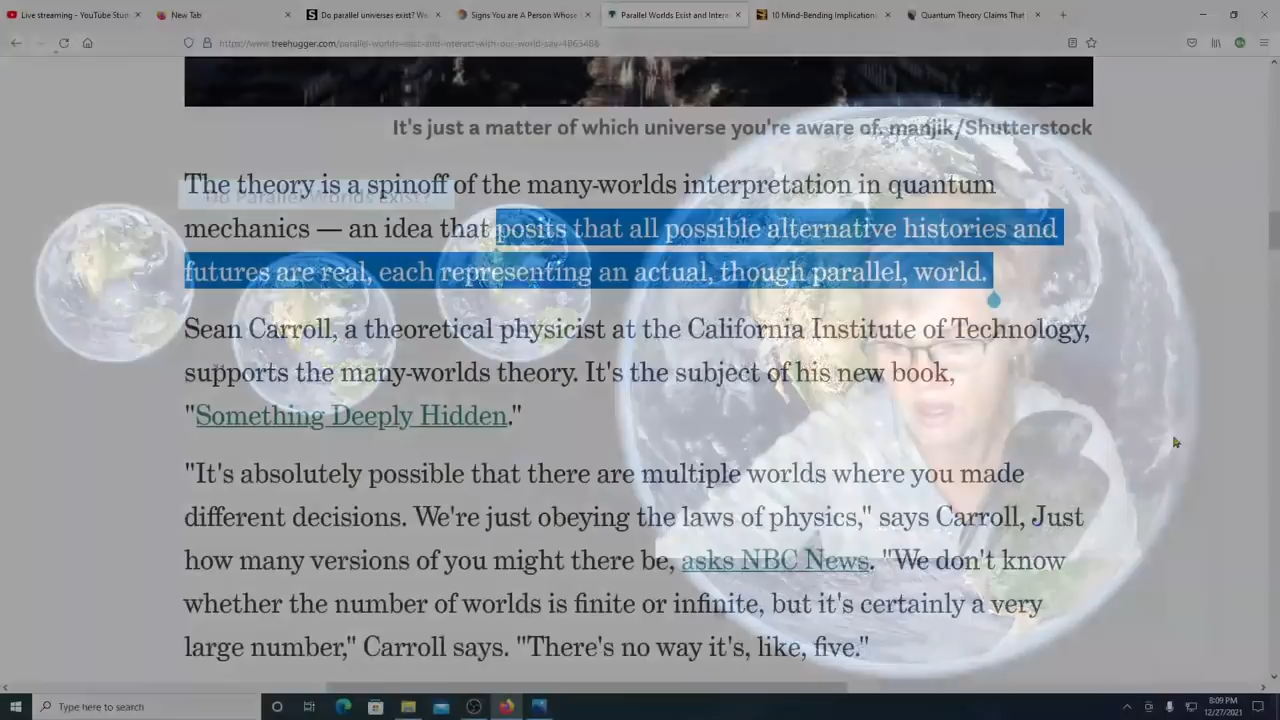 Live streaming - YouTube Stud
New Tab
Do parallel universes exist? We
Signs You are A Person Whose
Parallel Worlds Exist and Intera
10 Mind-Bending Implication
Quantum Theory Claims That
https://www.treehugger.com/parallel-worlds-exist-and-interact-with-our-world-say-4863486
It's just a matter of which universe you're aware of. manjik/Shutterstock
The theory is a spinoff of the many-worlds interpretation in quantum
Do Parallel Worlds Exist?
mechanics — an idea that posits that all possible alternative histories and
futures are real, each representing an actual, though parallel, world.
Sean Carroll, a theoretical physicist at the California Institute of Technology,
supports the many-worlds theory. It's the subject of his new book,
"Something Deeply Hidden."
"It's absolutely possible that there are multiple worlds where you made
different decisions. We're just obeying the laws of physics," says Carroll, Just
how many versions of you might there be, asks NBC News. "We don't know
whether the number of worlds is finite or infinite, but it's certainly a very
large number," Carroll says. "There's no way it's, like, five."
Type here to search
8:09 PM
12/27/2021